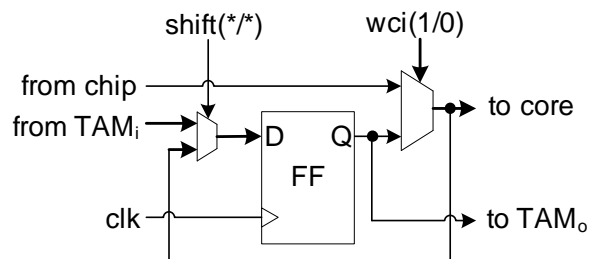 shift(*/*)
wci(1/0)
from chip
from TAMᵢ
to core
D
Q
FF
clk
to TAMₒ